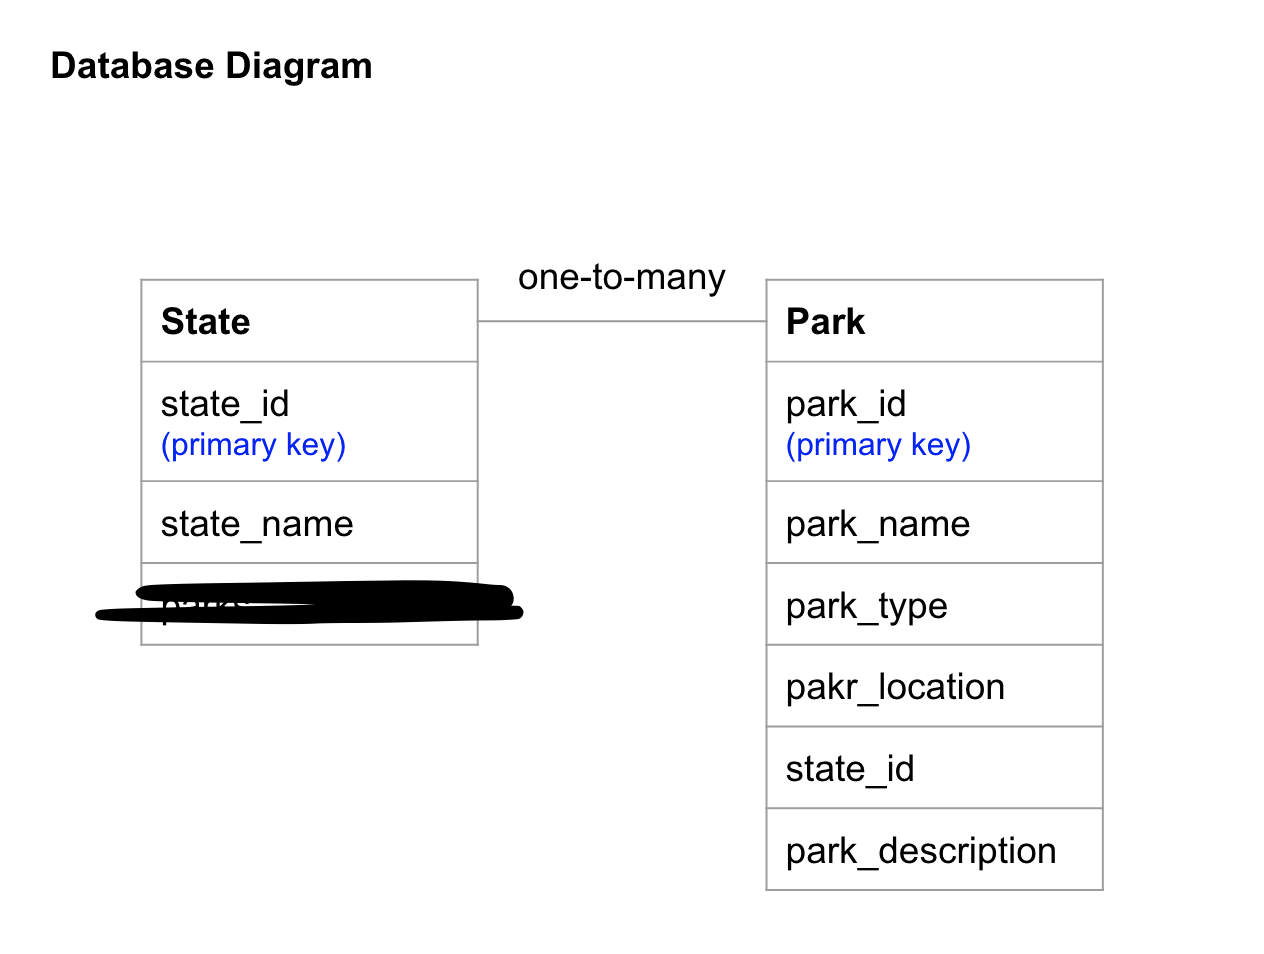 Database Diagram
one-to-many
State
state_id
(primary key)
state_name
Park
park_id
(primary key)
park_name
park_type
pakr_location
state_id
park_description